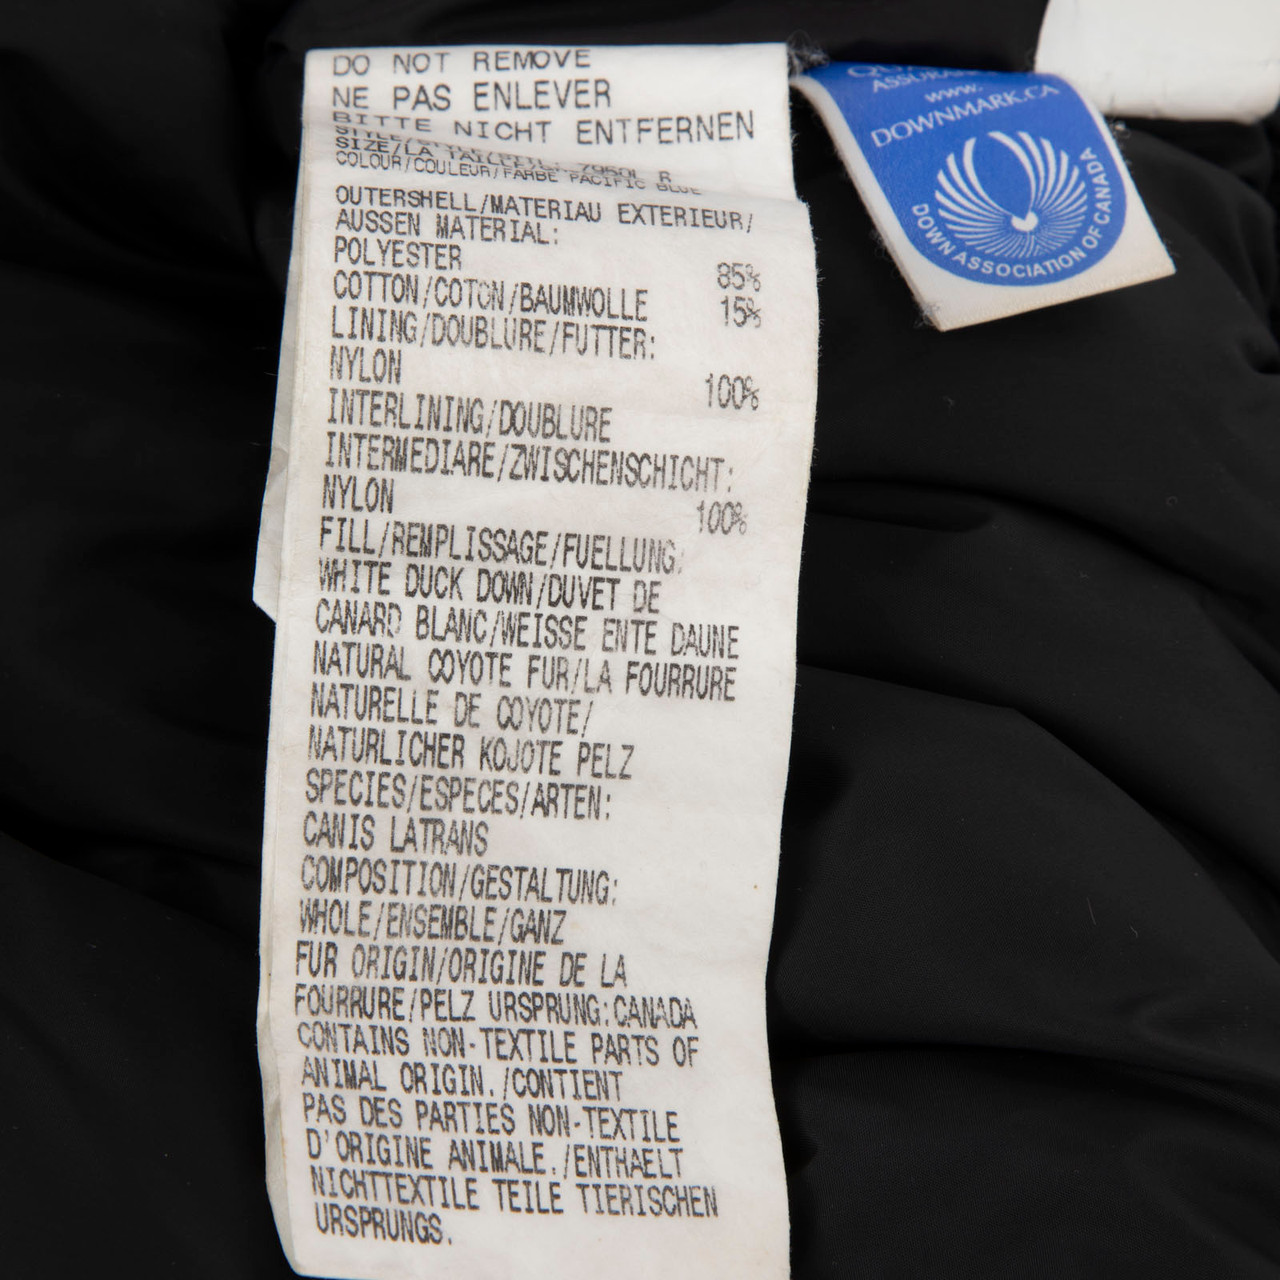 DO NOT REMOVE
NE PAS ENLEVER
BITTE NICHT ENTFERNEN
SIZE/LA TAILLE
COLOUR/COULEUR/FARBE PACIFIC BLUE
OUTERSHELL/MATERIAU EXTERIEUR/
AUSSEN MATERIAL:
POLYESTER 85%
COTTON/COTON/BAUMWOLLE 15%
LINING/DOUBLURE/FUTTER:
NYLON 100%
INTERLINING/DOUBLURE
INTERMEDIARE/ZWISCHENSCHICHT:
NYLON 100%
FILL/REMPLISSAGE/FUELLUNG:
WHITE DUCK DOWN/DUVET DE
CANARD BLANC/WEISSE ENTE DAUNE
NATURAL COYOTE FUR/LA FOURRURE
NATURELLE DE COYOTE/
NATURLICHER KOJOTE PELZ
SPECIES/ESPECES/ARTEN:
CANIS LATRANS
COMPOSITION/GESTALTUNG:
WHOLE/ENSEMBLE/GANZ
FUR ORIGIN/ORIGINE DE LA
FOURRURE/PELZ URSPRUNG:CANADA
CONTAINS NON-TEXTILE PARTS OF
ANIMAL ORIGIN./CONTIENT
PAS DES PARTIES NON-TEXTILE
D'ORIGINE ANIMALE./ENTHAELT
NICHTTEXTILE TEILE TIERISCHEN
URSPRUNGS.
www.
DOWNMARK.CA
DOWN ASSOCIATION OF CANADA